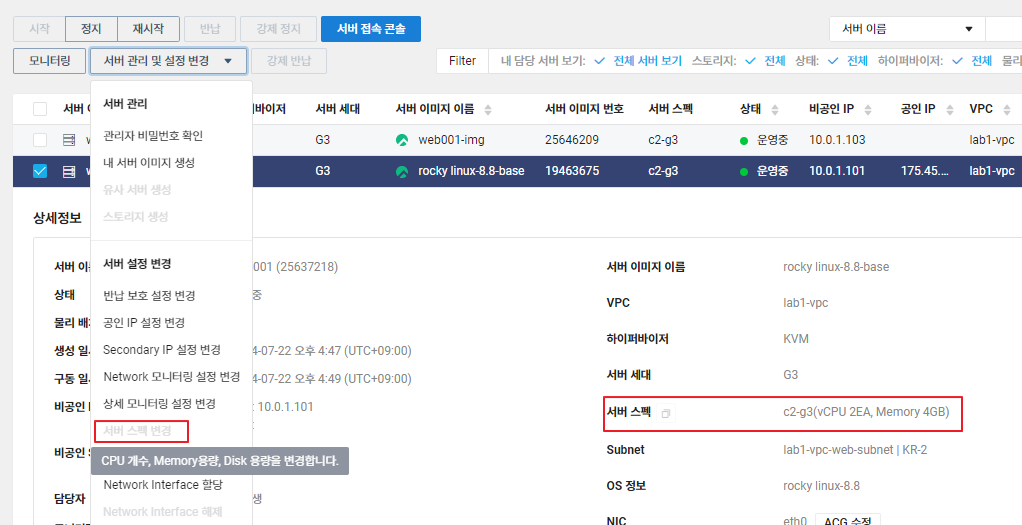 시작 정지 재시작 반납 강제 정지 서버 접속 콘솔 서버 이름
모니터링 서버 관리 및 설정 변경 강제 반납 Filter 내 담당 서버 보기: 전체 서버 보기 스토리지: 전체 상태: 전체 하이퍼바이저: 전체 물리
서버 바이저 서버 세대 서버 이미지 이름 서버 이미지 번호 서버 스펙 상태 비공인 IP 공인 IP VPC
G3 web001-img 25646209 c2-g3 운영중 10.0.1.103 lab1-vpc
G3 rocky linux-8.8-base 19463675 c2-g3 운영중 10.0.1.101 175.45.... lab1-vpc
서버 관리
관리자 비밀번호 확인
내 서버 이미지 생성
유사 서버 생성
스토리지 생성
서버 설정 변경
반납 보호 설정 변경
공인 IP 설정 변경
Secondary IP 설정 변경
Network 모니터링 설정 변경
상세 모니터링 설정 변경
서버 스펙 변경
CPU 개수, Memory용량, Disk 용량을 변경합니다.
Network Interface 할당
Network Interface 해제
상세정보
서버 001 (25637218) 서버 이미지 이름 rocky linux-8.8-base
상태 중 VPC lab1-vpc
물리 배 하이퍼바이저 KVM
생성 일 4-07-22 오후 4:47 (UTC+09:00) 서버 세대 G3
구동 일 4-07-22 오후 4:49 (UTC+09:00)
비공인 : 10.0.1.101 서버 스펙 c2-g3(vCPU 2EA, Memory 4GB)
비공인 Subnet lab1-vpc-web-subnet | KR-2
담당자 생 OS 정보 rocky linux-8.8
NIC eth0 ACG 수정